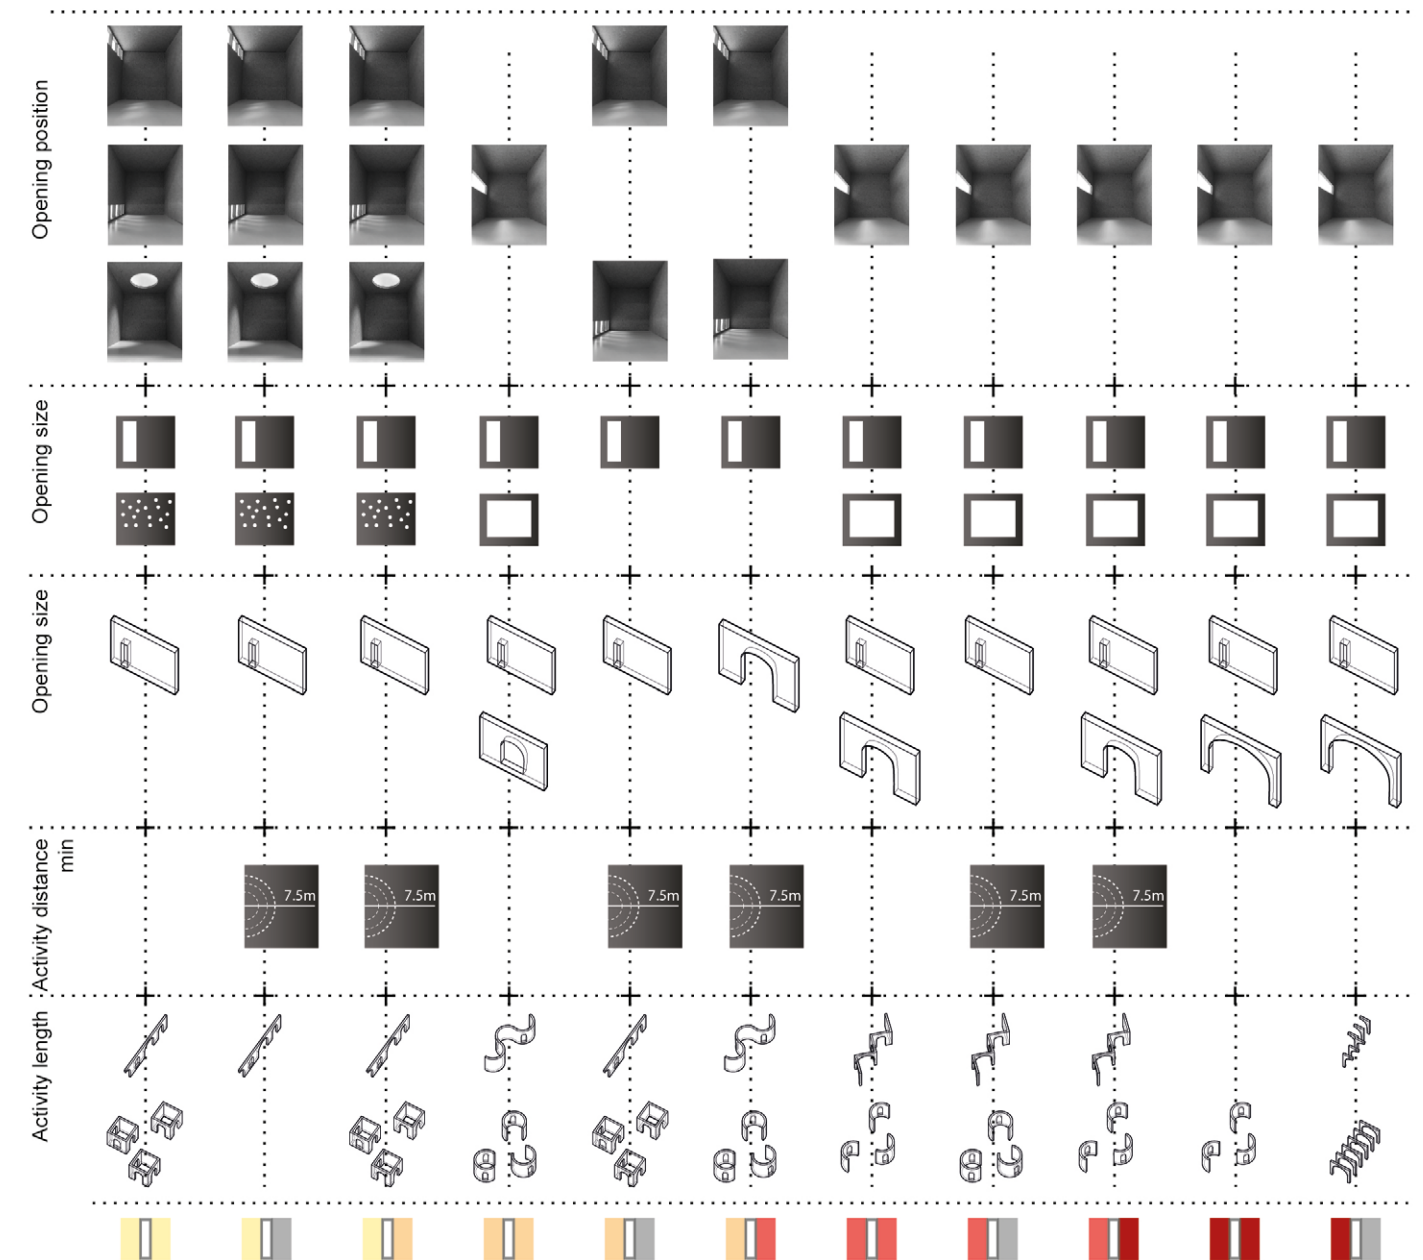 Opening position
Opening size
Opening size
Activity distance
min
7.5m
7.5m
7.5m
7.5m
7.5m
7.5m
Activity length